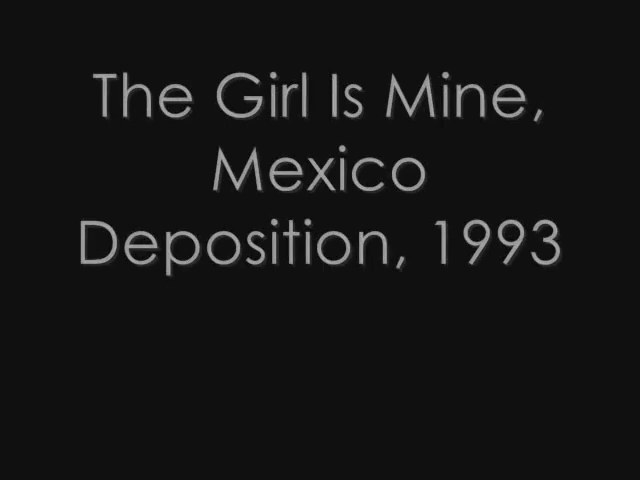 The Girl Is Mine,
Mexico
Deposition, 1993